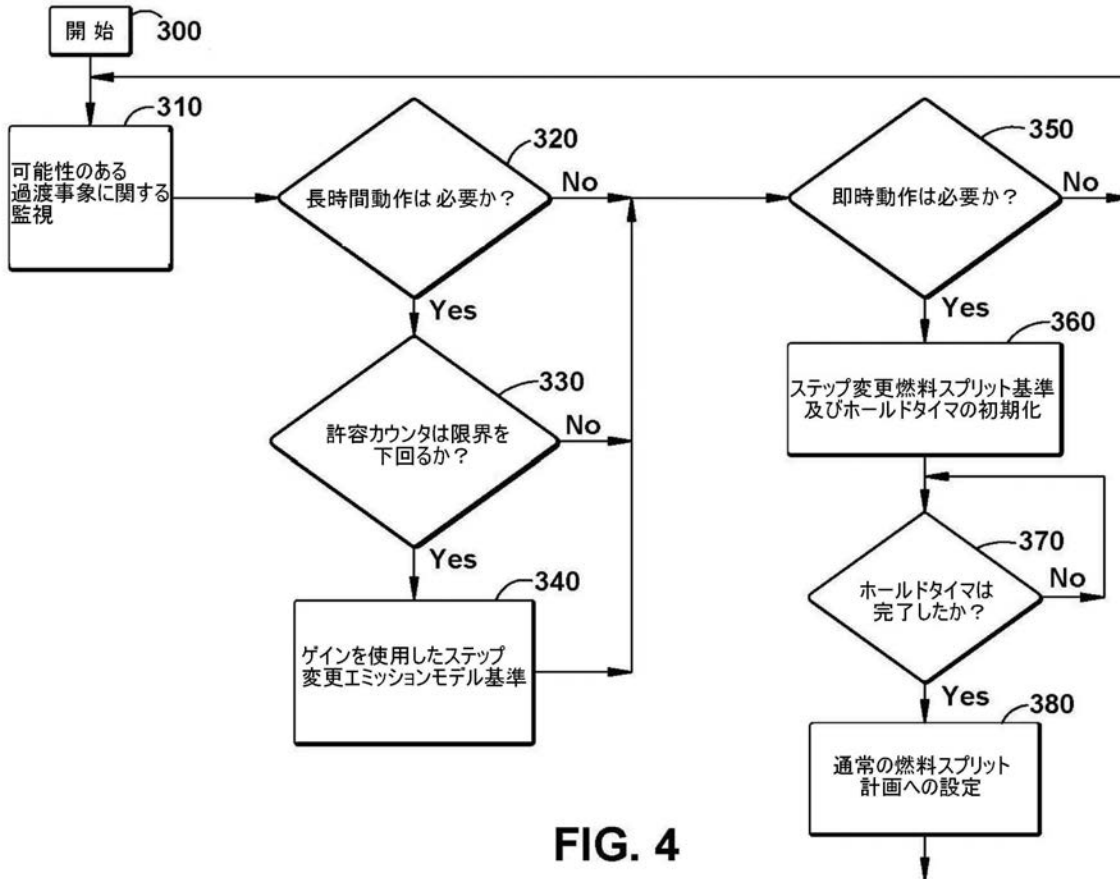 開 始
300
310
可能性のある
過渡事象に関する
監視
320
長時間動作は必要か？
No
Yes
330
許容カウンタは限界を
下回るか？
No
Yes
340
ゲインを使用したステップ
変更エミッションモデル基準
350
即時動作は必要か？
No
Yes
360
ステップ変更燃料スプリット基準
及びホールドタイマの初期化
370
ホールドタイマは
完了したか？
No
Yes
380
通常の燃料スプリット
計画への設定
FIG. 4